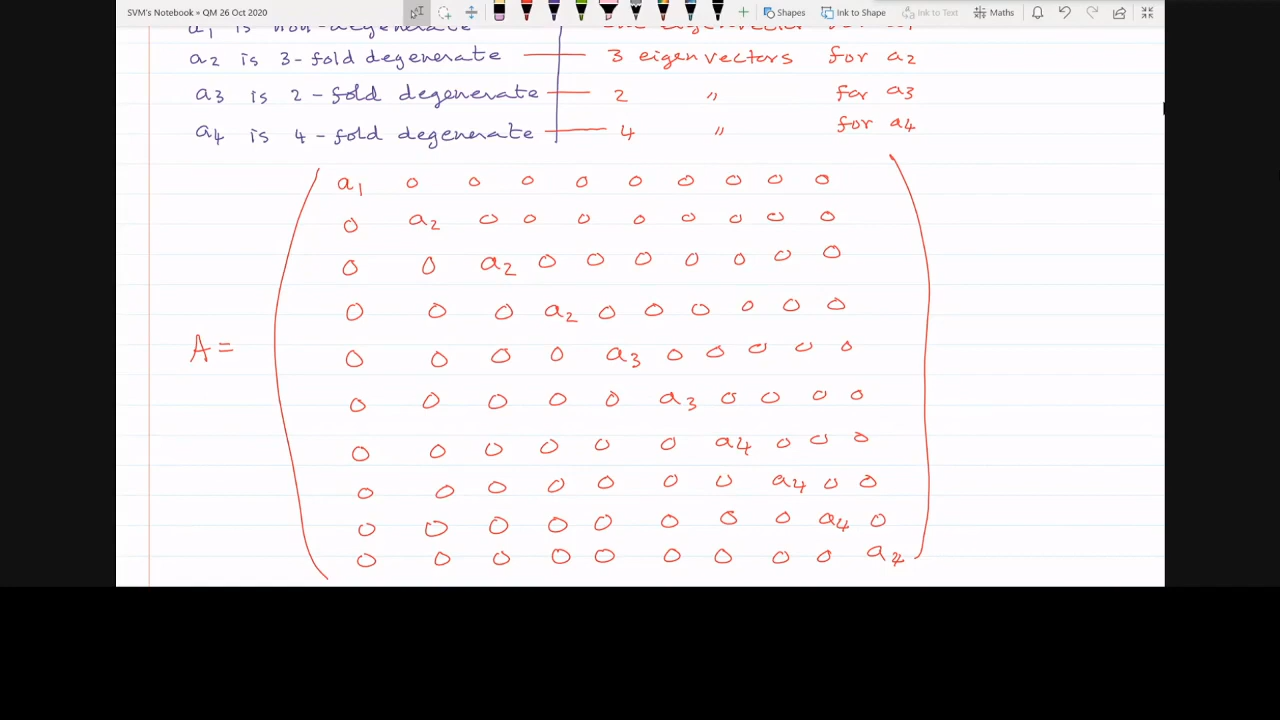 SVM's Notebook » QM 26 Oct 2020 Shapes Ink to Shape Ink to Text Maths
a1 is non-degenerate
a2 is 3-fold degenerate — 3 eigenvectors for a2
a3 is 2-fold degenerate — 2 " for a3
a4 is 4-fold degenerate — 4 " for a4
a1 0 0 0 0 0 0 0 0 0
0 a2 0 0 0 0 0 0 0 0
0 0 a2 0 0 0 0 0 0 0
0 0 0 a2 0 0 0 0 0 0
A = 0 0 0 0 a3 0 0 0 0 0
0 0 0 0 0 a3 0 0 0 0
0 0 0 0 0 0 a4 0 0 0
0 0 0 0 0 0 0 a4 0 0
0 0 0 0 0 0 0 0 a4 0
0 0 0 0 0 0 0 0 0 a4